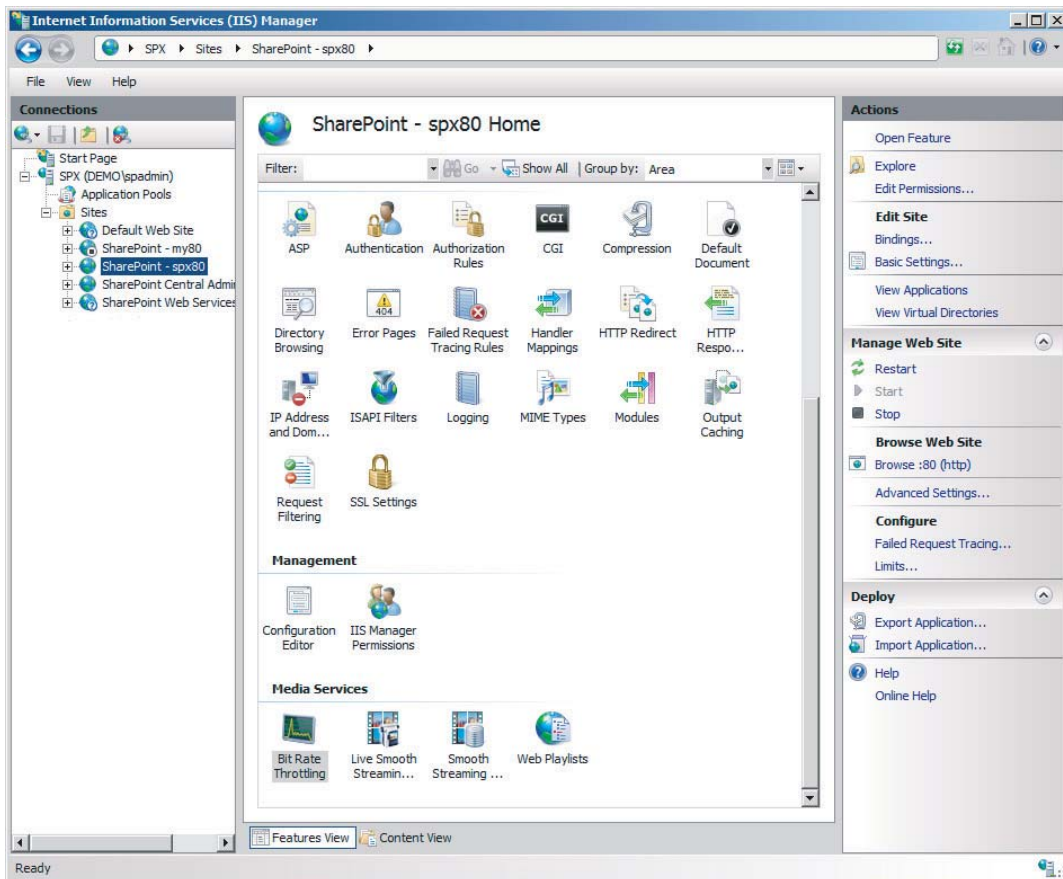 Internet Information Services (IIS) Manager
SPX Sites SharePoint - spx80
File View Help
Connections
Start Page
SPX (DEMO\spadmin)
Application Pools
Sites
Default Web Site
SharePoint - my80
SharePoint - spx80
SharePoint Central Admi
SharePoint Web Services
SharePoint - spx80 Home
Filter: Go Show All Group by: Area
ASP Authentication Authorization Rules CGI Compression Default Document
Directory Browsing Error Pages 404 Failed Request Tracing Rules Handler Mappings HTTP Redirect HTTP Respo...
IP Address and Dom... ISAPI Filters Logging MIME Types Modules Output Caching
Request Filtering SSL Settings
Management
Configuration Editor IIS Manager Permissions
Media Services
Bit Rate Throttling Live Smooth Streamin... Smooth Streaming ... Web Playlists
Features View Content View
Ready
Actions
Open Feature
Explore
Edit Permissions...
Edit Site
Bindings...
Basic Settings...
View Applications
View Virtual Directories
Manage Web Site
Restart
Start
Stop
Browse Web Site
Browse :80 (http)
Advanced Settings...
Configure
Failed Request Tracing...
Limits...
Deploy
Export Application...
Import Application...
Help
Online Help